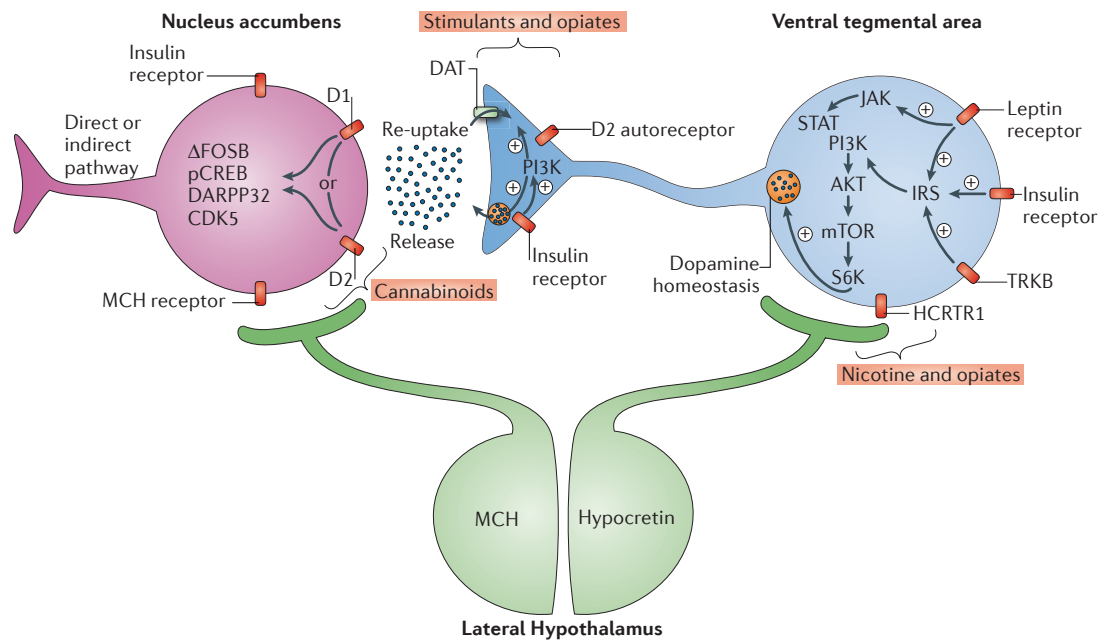 Nucleus accumbens
Stimulants and opiates
Ventral tegmental area
Insulin
receptor
D1
Direct or
indirect
pathway
ΔFOSB
pCREB
DARPP32
CDK5
or
D2
MCH receptor
Cannabinoids
DAT
Re-uptake
Release
D2 autoreceptor
PI3K
+
+
+
Insulin
receptor
JAK
STAT
PI3K
AKT
mTOR
S6K
IRS
+
+
+
+
+
Leptin
receptor
Insulin
receptor
TRKB
HCRTR1
Dopamine
homeostasis
Nicotine and opiates
MCH
Hypocretin
Lateral Hypothalamus